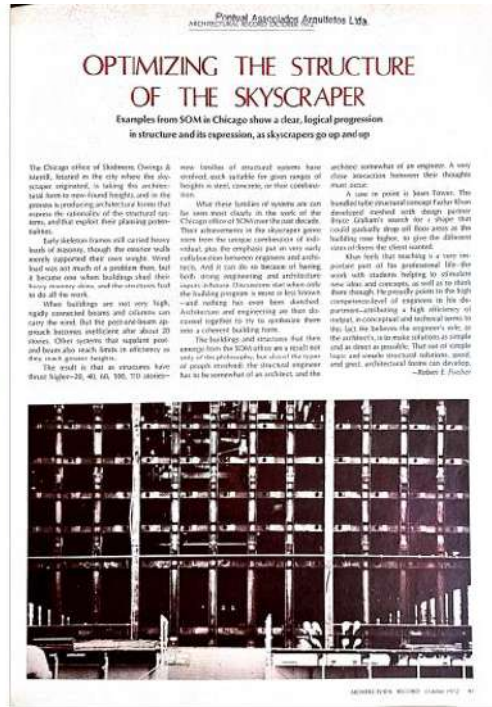 Pontual Associados Arquitetos Ltda.
ARCHITECTURAL RECORD OCTOBER 1972
OPTIMIZING THE STRUCTURE
OF THE SKYSCRAPER
Examples from SOM in Chicago show a clear, logical progression
in structure and its expression, as skyscrapers go up and up
The Chicago office of Skidmore, Owings &
Merrill, located in the city where the sky-
scraper originated, is taking this architec-
tural form to new-found heights, and in the
process is producing architectural forms that
express the rationality of the structural sys-
tems, and that exploit their planning poten-
tialities.
Early skeleton frames still carried heavy
loads of masonry, though the exterior walls
merely supported their own weight. Wind
load was not much of a problem then, but
it became one when buildings shed their
heavy masonry skins, and the structures had
to do all the work.
When buildings are not very high,
rigidly connected beams and columns can
carry the wind. But the post-and-beam ap-
proach becomes inefficient after about 20
stories. Other systems that supplant post-
and-beam also reach limits in efficiency as
they reach greater heights.
The result is that as structures have
thrust higher—20, 40, 60, 100, 110 stories—
new families of structural systems have
evolved, each suitable for given ranges of
heights in steel, concrete, or their combina-
tion.
What these families of systems are can
be seen most clearly in the work of the
Chicago office of SOM over the past decade.
Their achievements in the skyscraper genre
stem from the unique combination of indi-
vidual, plus the emphasis put on very early
collaboration between engineers and archi-
tects. And it can do so because of having
both strong engineering and architecture
inputs in-house. Discussions start when only
the building program is more or less known
—and nothing has even been sketched.
Architecture and engineering are then dis-
cussed together to try to synthesize them
into a coherent building form.
The buildings and structures that then
emerge from the SOM office are a result not
only of this philosophy, but also of the types
of people involved: the structural engineer
has to be somewhat of an architect, and the
architect somewhat of an engineer. A very
close interaction between their thoughts
must occur.
A case in point is Sears Tower. The
bundled tube structural concept Fazlur Khan
developed meshed with design partner
Bruce Graham's search for a shape that
could gradually drop off floor areas as the
building rose higher, to give the different
sizes of floors the client wanted.
Khan feels that teaching is a very im-
portant part of his professional life—the
work with students helping to stimulate
new ideas and concepts, as well as to think
them through. He proudly points to the high
competence-level of engineers in his de-
partment—attributing a high efficiency of
output, in conceptual and technical terms to
this fact. He believes the engineer's role, as
the architect's, is to make solutions as simple
and as direct as possible. That out of simple
logic and simple structural solutions, good,
and great, architectural forms can develop.
—Robert E. Fischer
ARCHITECTURAL RECORD October 1972